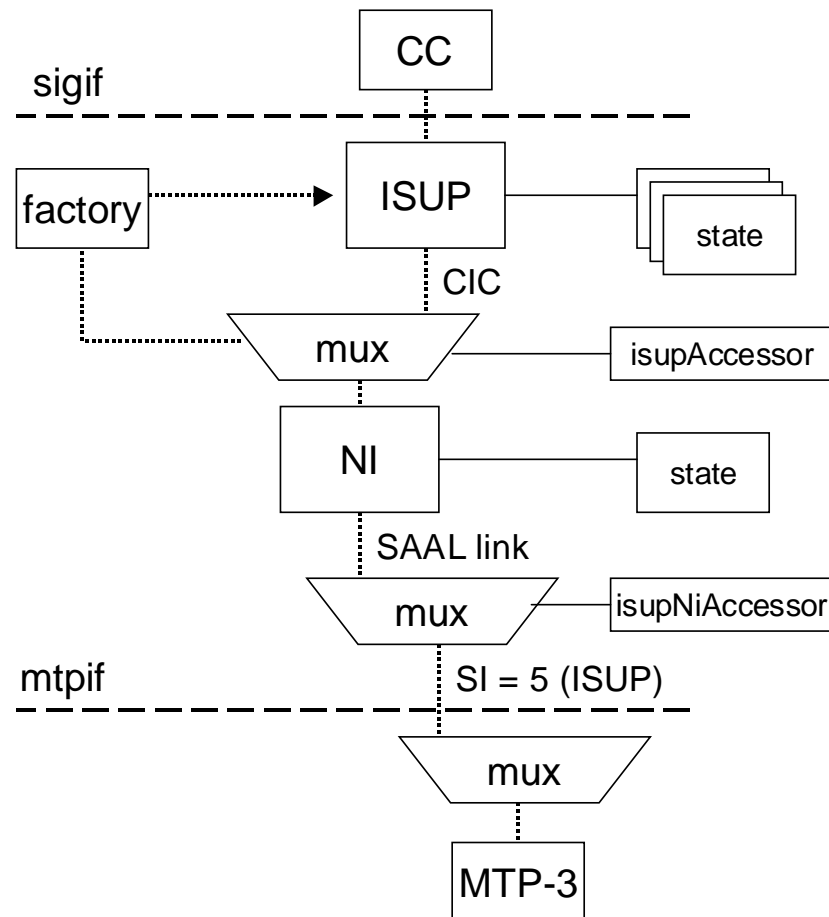 CC
sigif
factory
ISUP
state
CIC
mux
isupAccessor
NI
state
SAAL link
mux
isupNiAccessor
mtpif
SI = 5 (ISUP)
mux
MTP-3